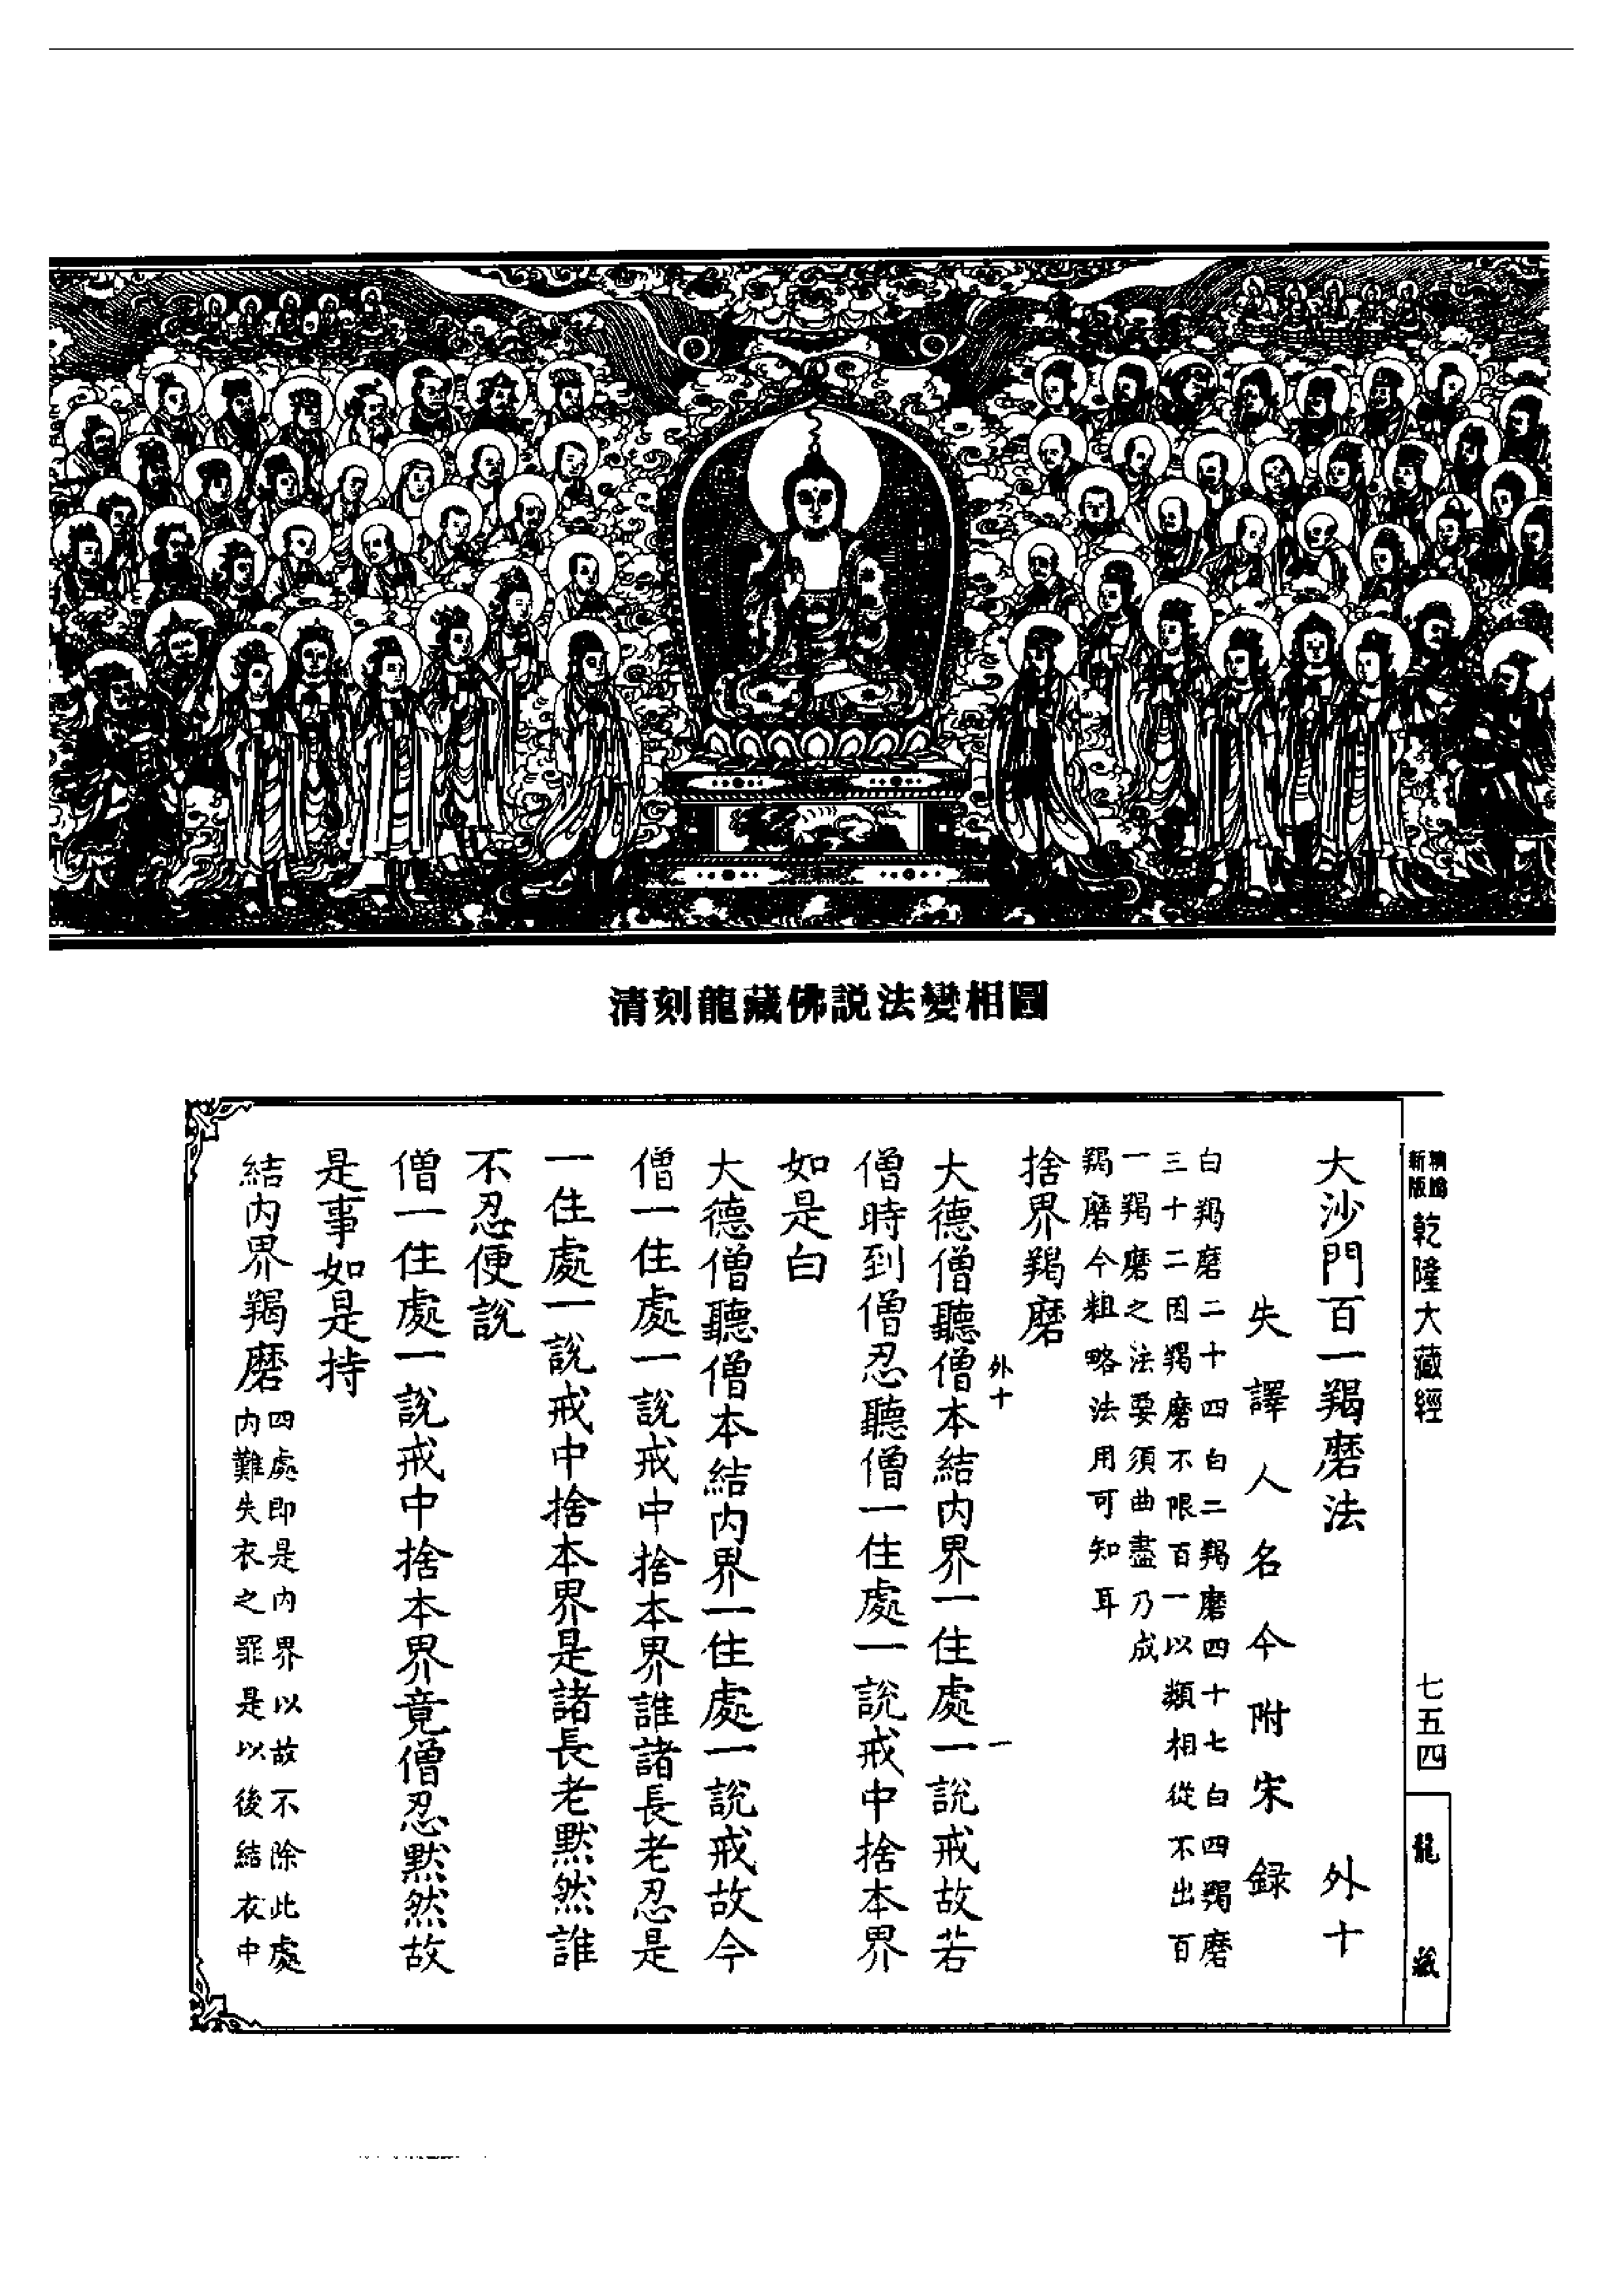 清刻龍藏佛説法變相圖
新版
乾隆大藏經
七五四
龍藏
大沙門百一羯磨法 外十
失譯人名今附宋録
白羯磨二十四白二羯磨四十七白四羯磨
三十二因羯磨不限百一以類相從不出百
一羯磨之法要須曲盡乃成
羯磨今粗略法用可知耳
捨界羯磨
外十 一
大德僧聽僧本結内界一住處一説戒故若
僧時到僧忍聽僧一住處一説戒中捨本界
如是白
大德僧聽僧本結内界一住處一説戒故今
僧一住處一説戒中捨本界誰諸長老忍是
一住處一説戒中捨本界是諸長老默然誰
不忍便説
僧一住處一説戒中捨本界竟僧忍默然故
是事如是持
結内界羯磨
四處即是内界以故不除此處
内難失衣之罪是以後結衣中